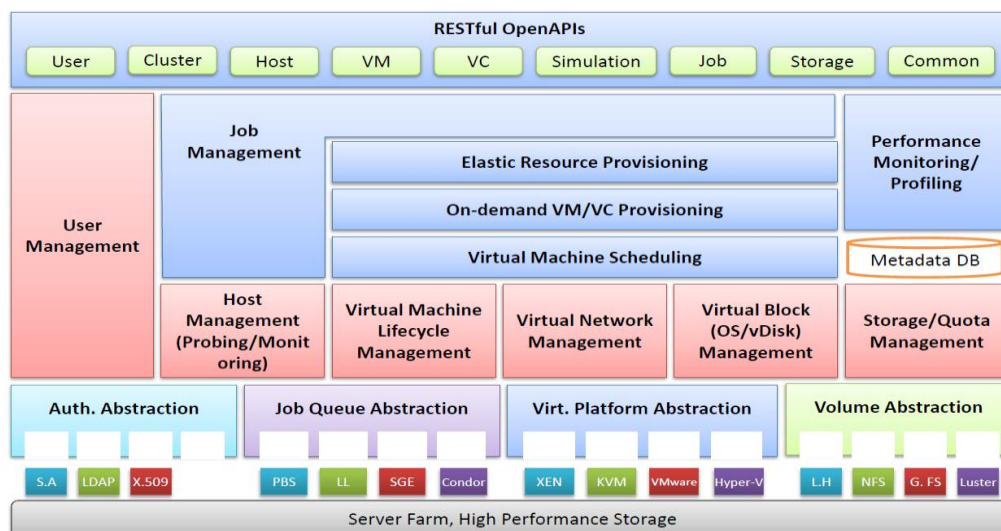 RESTful OpenAPIs
User
Cluster
Host
VM
VC
Simulation
Job
Storage
Common
User
Management
Job
Management
Elastic Resource Provisioning
On-demand VM/VC Provisioning
Virtual Machine Scheduling
Performance
Monitoring/
Profiling
Metadata DB
Host
Management
(Probing/Monit
oring)
Virtual Machine
Lifecycle
Management
Virtual Network
Management
Virtual Block
(OS/vDisk)
Management
Storage/Quota
Management
Auth. Abstraction
Job Queue Abstraction
Virt. Platform Abstraction
Volume Abstraction
S.A
LDAP
X.509
PBS
LL
SGE
Condor
XEN
KVM
VMware
Hyper-V
L.H
NFS
G. FS
Luster
Server Farm, High Performance Storage